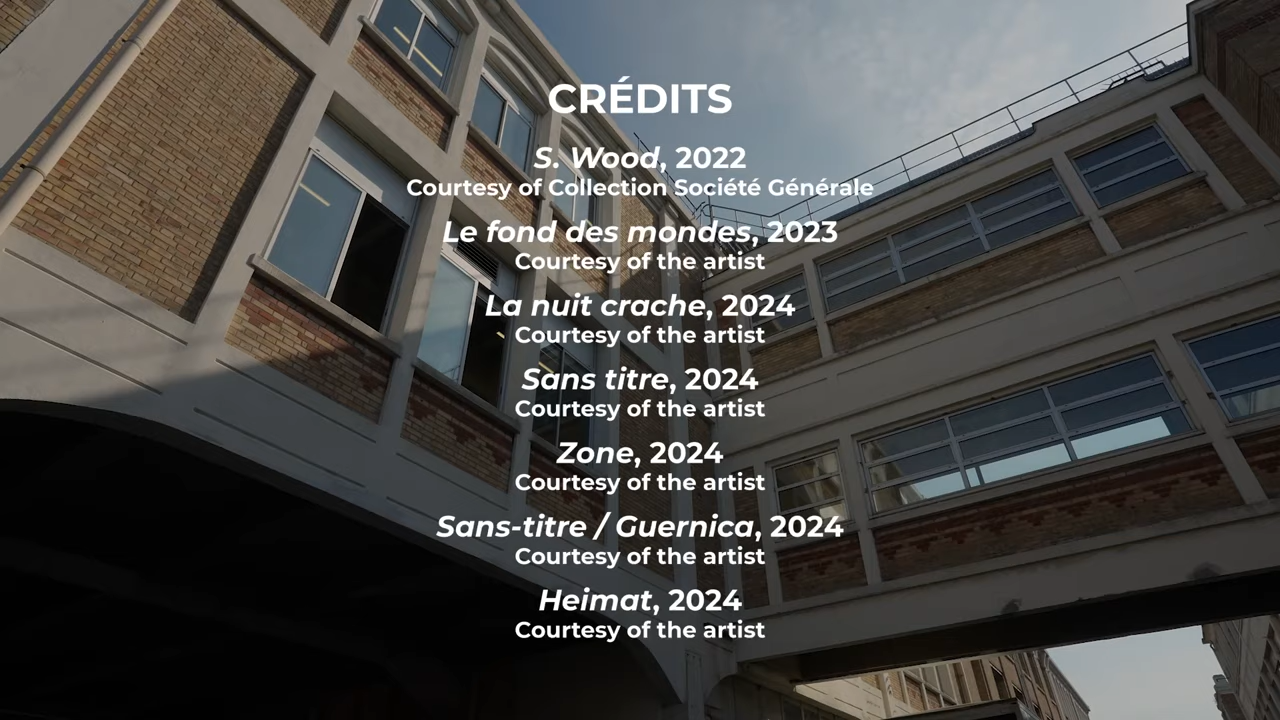 CRÉDITS
S. Wood, 2022
Courtesy of Collection Société Générale
Le fond des mondes, 2023
Courtesy of the artist
La nuit crache, 2024
Courtesy of the artist
Sans titre, 2024
Courtesy of the artist
Zone, 2024
Courtesy of the artist
Sans-titre / Guernica, 2024
Courtesy of the artist
Heimat, 2024
Courtesy of the artist